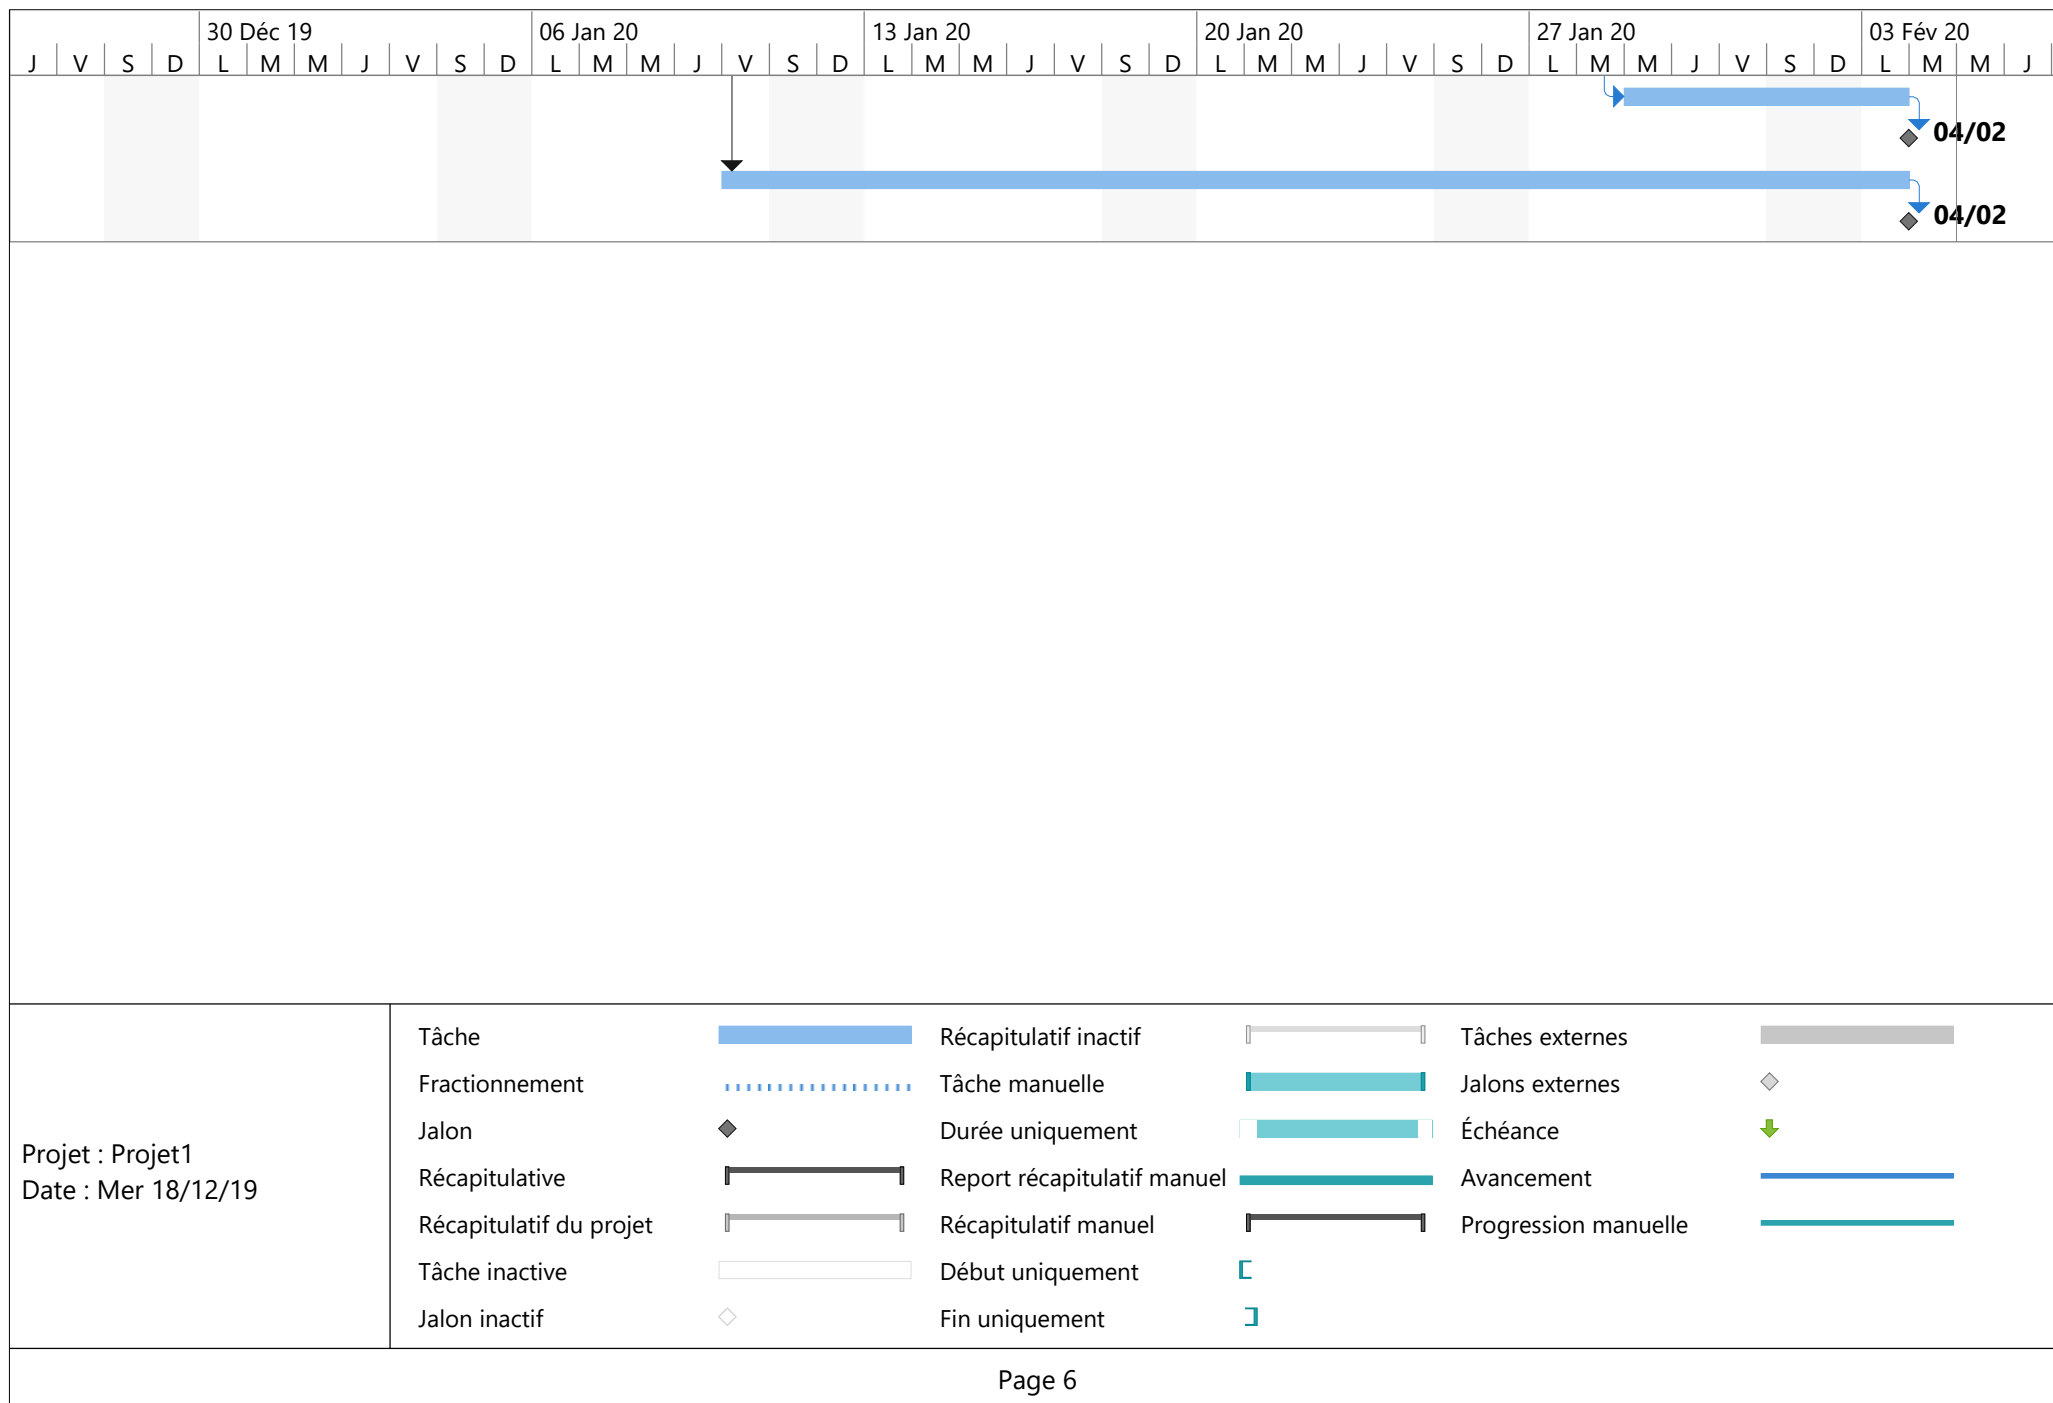 30 Déc 19 06 Jan 20 13 Jan 20 20 Jan 20 27 Jan 20 03 Fév 20
J V S D L M M J V S D L M M J V S D L M M J V S D L M M J V S D L M M J V S D L M M J
04/02
04/02
Projet : Projet1
Date : Mer 18/12/19
Tâche
Fractionnement
Jalon
Récapitulative
Récapitulatif du projet
Tâche inactive
Jalon inactif
Récapitulatif inactif
Tâche manuelle
Durée uniquement
Report récapitulatif manuel
Récapitulatif manuel
Début uniquement
Fin uniquement
Tâches externes
Jalons externes
Échéance
Avancement
Progression manuelle
Page 6